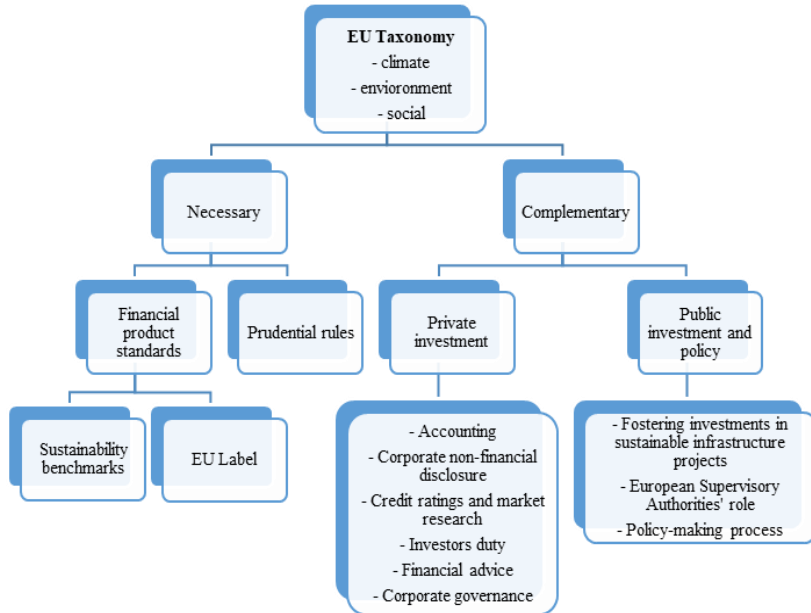 EU Taxonomy
- climate
- envioronment
- social
Necessary
Complementary
Financial
product
standards
Prudential rules
Private
investment
Public
investment and
policy
Sustainability
benchmarks
EU Label
- Accounting
- Corporate non-financial
disclosure
- Credit ratings and market
research
- Investors duty
- Financial advice
- Corporate governance
- Fostering investments in
sustainable infrastructure
projects
- European Supervisory
Authorities' role
- Policy-making process